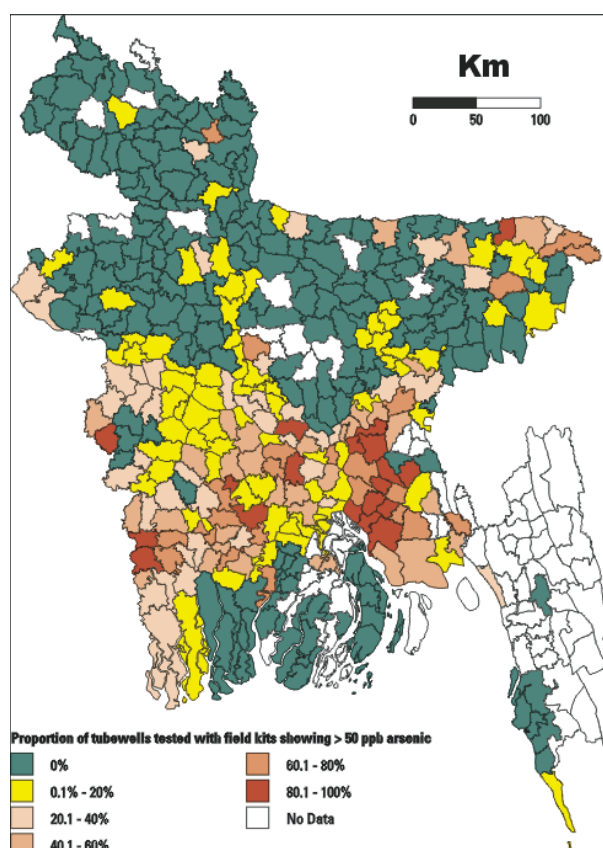 Km
0 50 100
Proportion of tubewells tested with field kits showing > 50 ppb arsenic
0%
0.1% - 20%
20.1 - 40%
40.1 - 60%
60.1 - 80%
80.1 - 100%
No Data